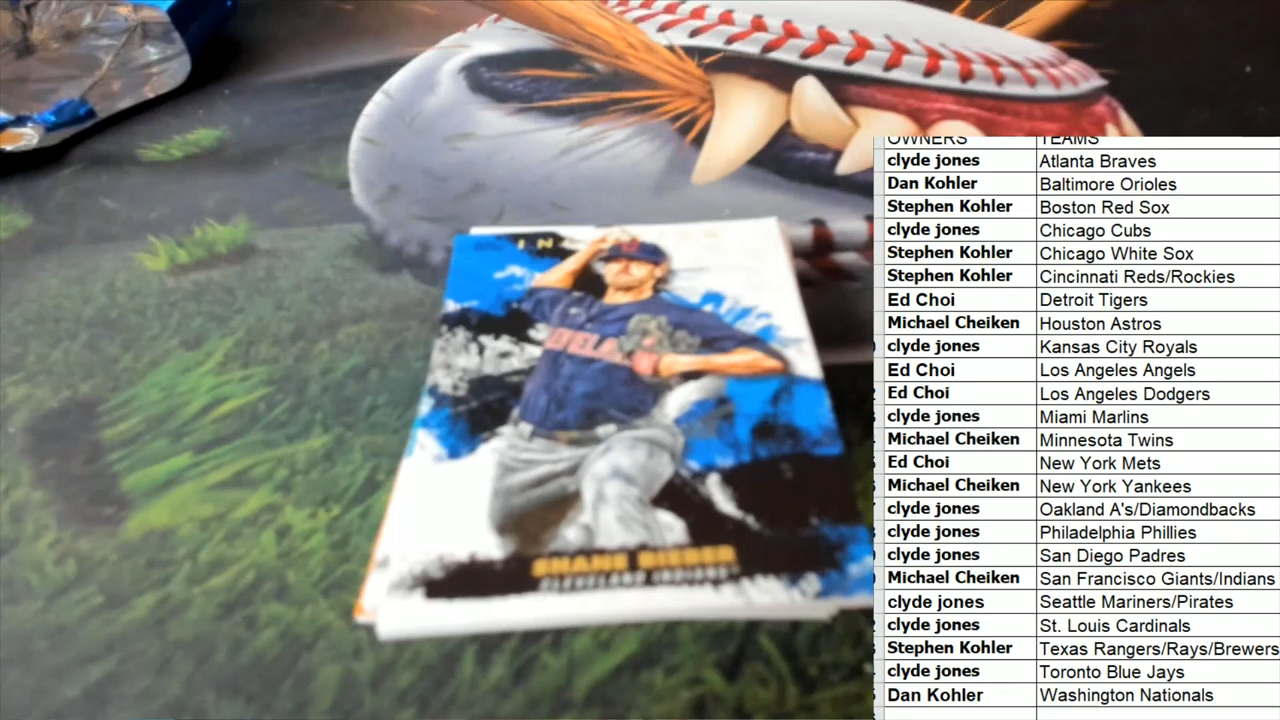 OWNERS TEAMS
clyde jones Atlanta Braves
Dan Kohler Baltimore Orioles
Stephen Kohler Boston Red Sox
clyde jones Chicago Cubs
Stephen Kohler Chicago White Sox
Stephen Kohler Cincinnati Reds/Rockies
Ed Choi Detroit Tigers
Michael Cheiken Houston Astros
clyde jones Kansas City Royals
Ed Choi Los Angeles Angels
Ed Choi Los Angeles Dodgers
clyde jones Miami Marlins
Michael Cheiken Minnesota Twins
Ed Choi New York Mets
Michael Cheiken New York Yankees
clyde jones Oakland A's/Diamondbacks
clyde jones Philadelphia Phillies
clyde jones San Diego Padres
Michael Cheiken San Francisco Giants/Indians
clyde jones Seattle Mariners/Pirates
clyde jones St. Louis Cardinals
Stephen Kohler Texas Rangers/Rays/Brewers
clyde jones Toronto Blue Jays
Dan Kohler Washington Nationals
SHANE BIEBER
CLEVELAND INDIANS